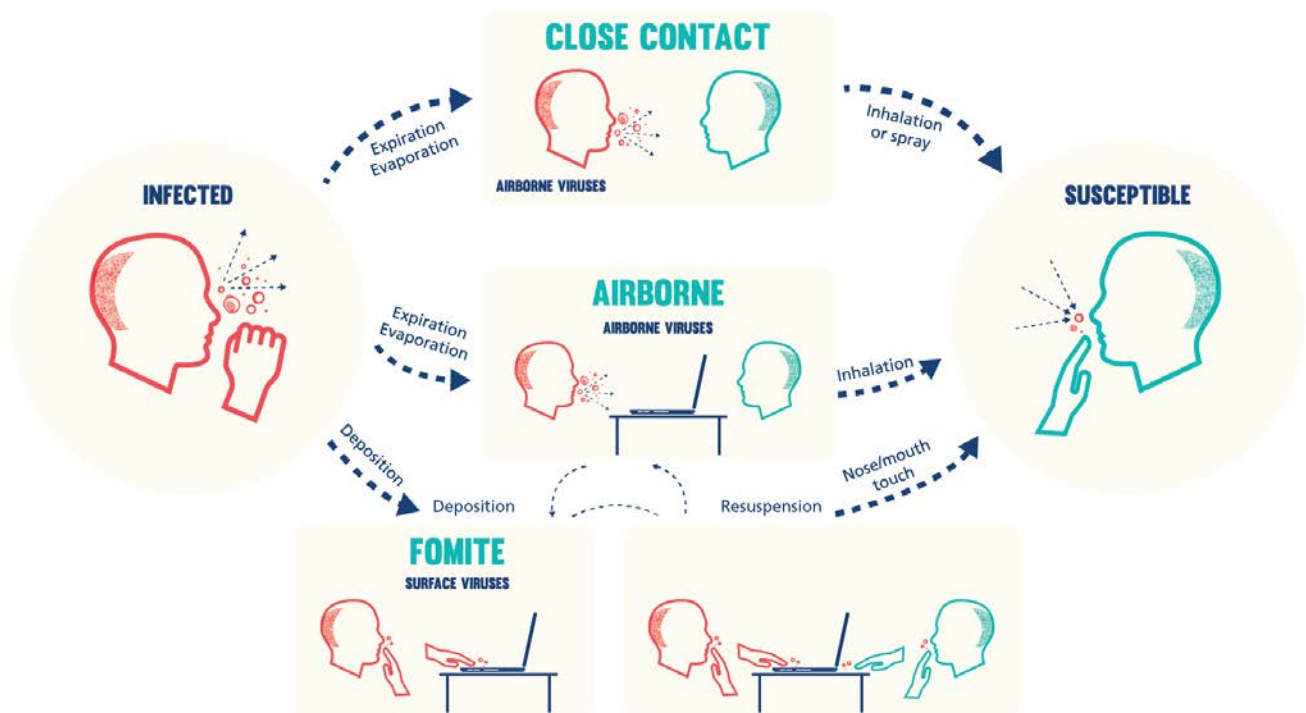 CLOSE CONTACT
Expiration
Evaporation
AIRBORNE VIRUSES
Inhalation
or spray
INFECTED
SUSCEPTIBLE
AIRBORNE
AIRBORNE VIRUSES
Expiration
Evaporation
Inhalation
Deposition
Nose/mouth
touch
Deposition
Resuspension
FOMITE
SURFACE VIRUSES